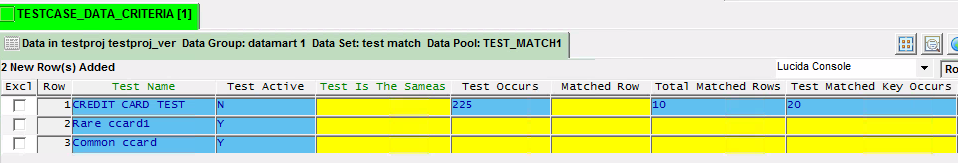 TESTCASE_DATA_CRITERIA [1]
Data in testproj testproj_ver Data Group: datamart 1 Data Set: test match Data Pool: TEST_MATCH1
2 New Row(s) Added Lucida Console Ro
Excl Row Test Name Test Active Test Is The Sameas Test Occurs Matched Row Total Matched Rows Test Matched Key Occurs
1 CREDIT CARD TEST N 225 10 20
2 Rare ccard1 Y
3 Common ccard Y